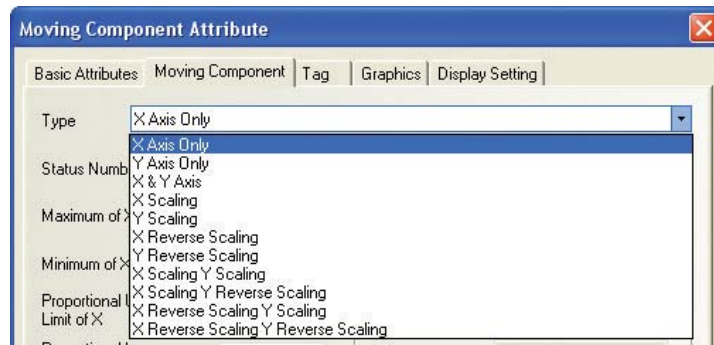 Moving Component Attribute
Basic Attributes Moving Component Tag Graphics Display Setting
Type X Axis Only
X Axis Only
Y Axis Only
X & Y Axis
X Scaling
Y Scaling
X Reverse Scaling
Y Reverse Scaling
X Scaling Y Scaling
X Scaling Y Reverse Scaling
X Reverse Scaling Y Scaling
X Reverse Scaling Y Reverse Scaling
Status Numb
Maximum of X
Minimum of X
Proportional
Limit of X